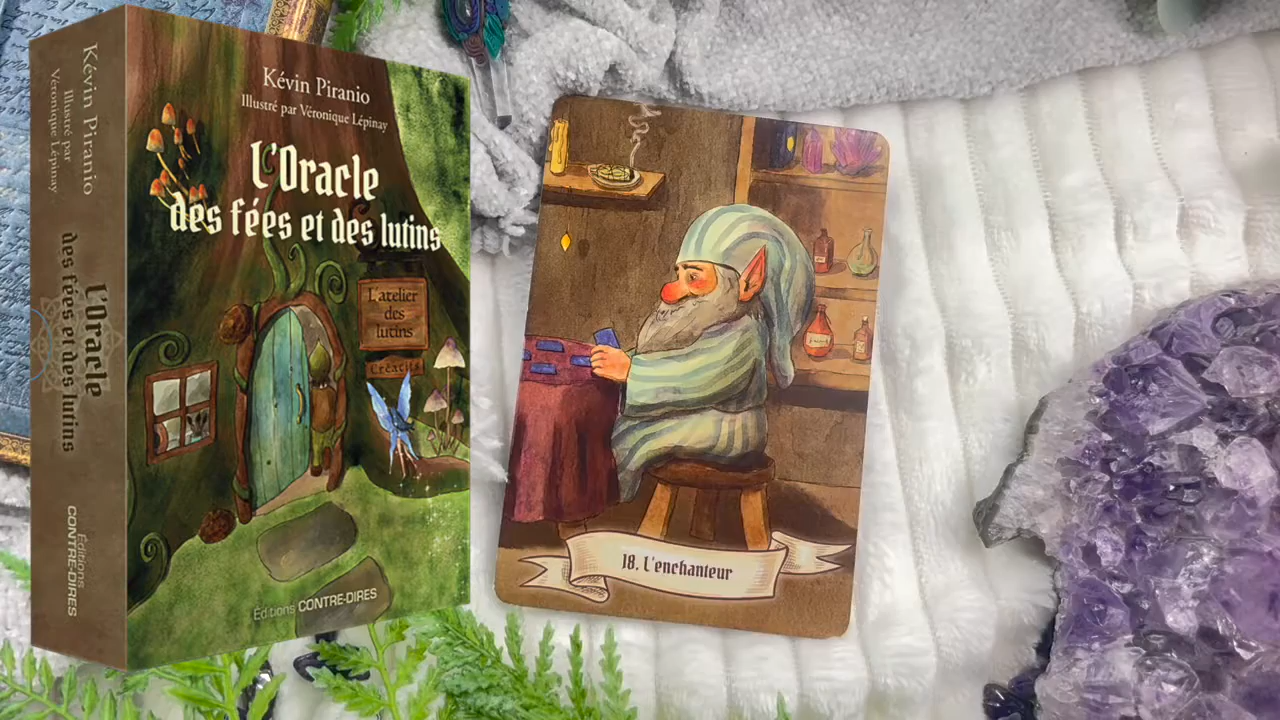 Kévin Piranio
Illustré par
Véronique Lépinay
L'Oracle
des fées et des lutins
Éditions
CONTRE-DIRES
Kévin Piranio
Illustré par Véronique Lépinay
L'Oracle
des fées et des lutins
L'atelier
des
lutins
Créatifs
Éditions CONTRE-DIRES
18. L'enchanteur